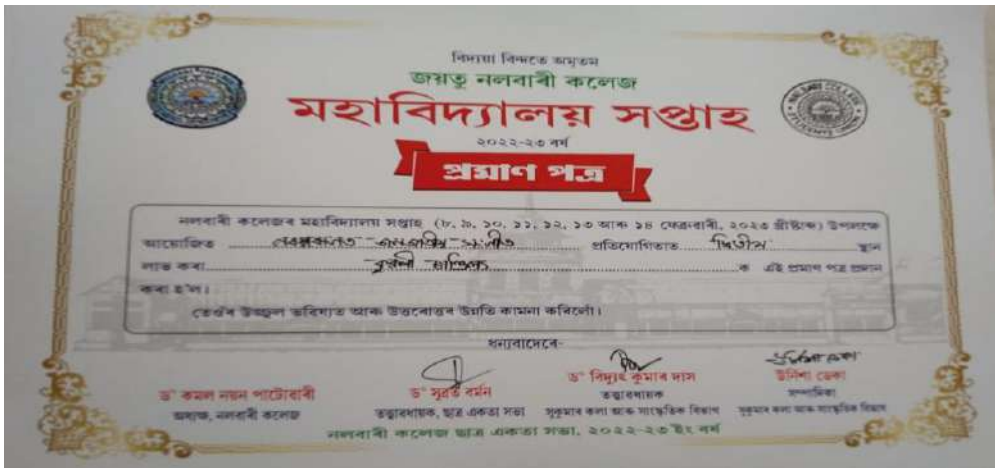 বিদ্যয়া বিন্দতে অমৃতম
জয়তু নলবাৰী কলেজ
মহাবিদ্যালয় সপ্তাহ
২০২২-২৩ বৰ্ষ
প্ৰমাণ পত্ৰ
নলবাৰী কলেজৰ মহাবিদ্যালয় সপ্তাহ (৮, ৯, ১০, ১১, ১২, ১৩ আৰু ১৪ ফেব্ৰুৱাৰী, ২০২৩ খ্ৰীষ্টাব্দ) উপলক্ষে
আয়োজিত জনজাতীয় সংগীত প্ৰতিযোগিতাত দ্বিতীয় স্থান
লাভ কৰা ক এই প্ৰমাণ পত্ৰ প্ৰদান
কৰা হ'ল।
তেওঁৰ উজ্জ্বল ভৱিষ্যত আৰু উত্তৰোত্তৰ উন্নতি কামনা কৰিলোঁ।
ধন্যবাদেৰে-
ড° কমল নয়ন পাটোৱাৰী ড° সুব্ৰত বৰ্মন ড° বিদ্যুৎ কুমাৰ দাস উনিশা ডেকা
অধ্যক্ষ, নলবাৰী কলেজ তত্ত্বাৱধায়ক, ছাত্ৰ একতা সভা তত্ত্বাৱধায়ক সম্পাদিকা
সুকুমাৰ কলা আৰু সাংস্কৃতিক বিভাগ সুকুমাৰ কলা আৰু সাংস্কৃতিক বিভাগ
নলবাৰী কলেজ ছাত্ৰ একতা সভা, ২০২২-২৩ ইং বৰ্ষ